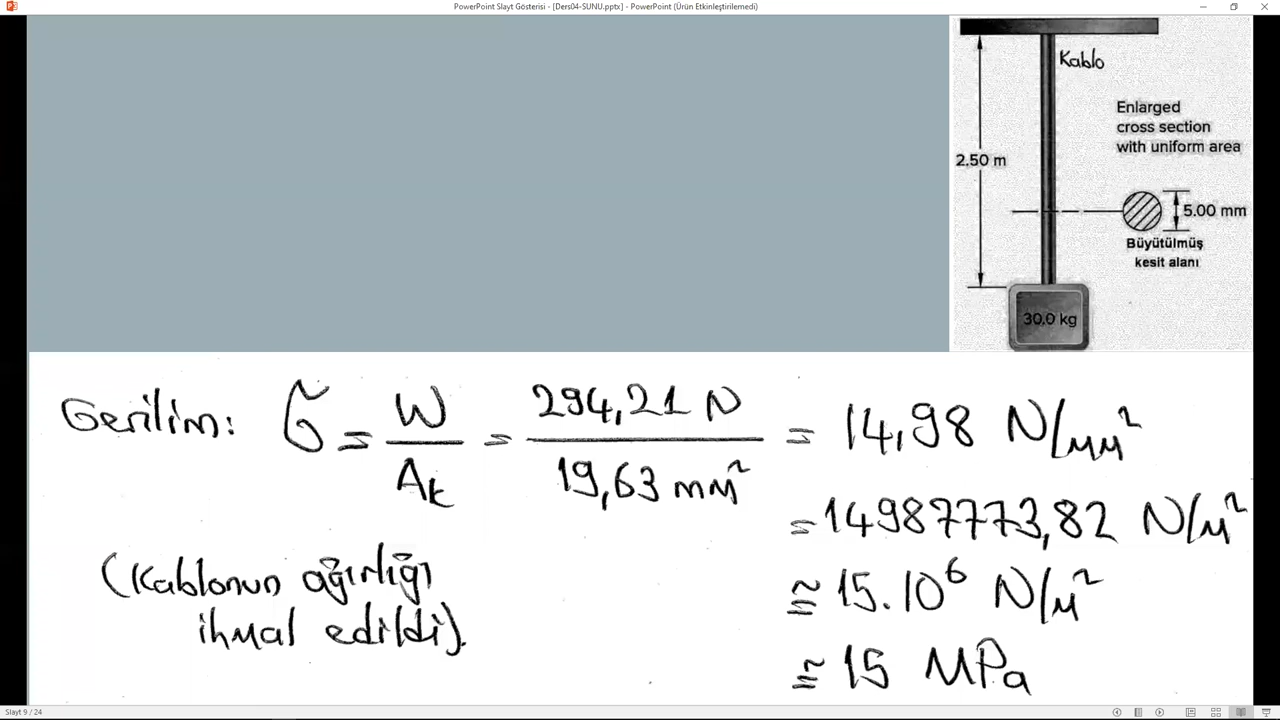 PowerPoint Slayt Gösterisi - [Ders04-SUNU.pptx] - PowerPoint (Ürün Etkinleştirilemedi)
Kablo
Enlarged
cross section
with uniform area
2.50 m
5.00 mm
Büyütülmüş
kesit alanı
30.0 kg
Gerilim: σ = W / Ak = 294,21 N / 19,63 mm² = 14,98 N/mm²
= 14987773,82 N/m²
(Kablonun ağırlığı
ihmal edildi).
≅ 15.10⁶ N/m²
≅ 15 MPa
Slayt 9 / 24